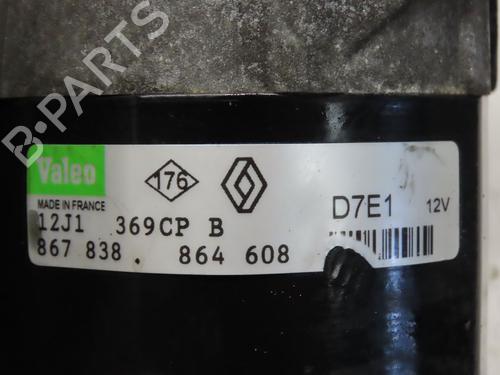 B-PARTS
Valeo
176
D7E1 12V
MADE IN FRANCE
12J1 369CP B
867 838. 864 608